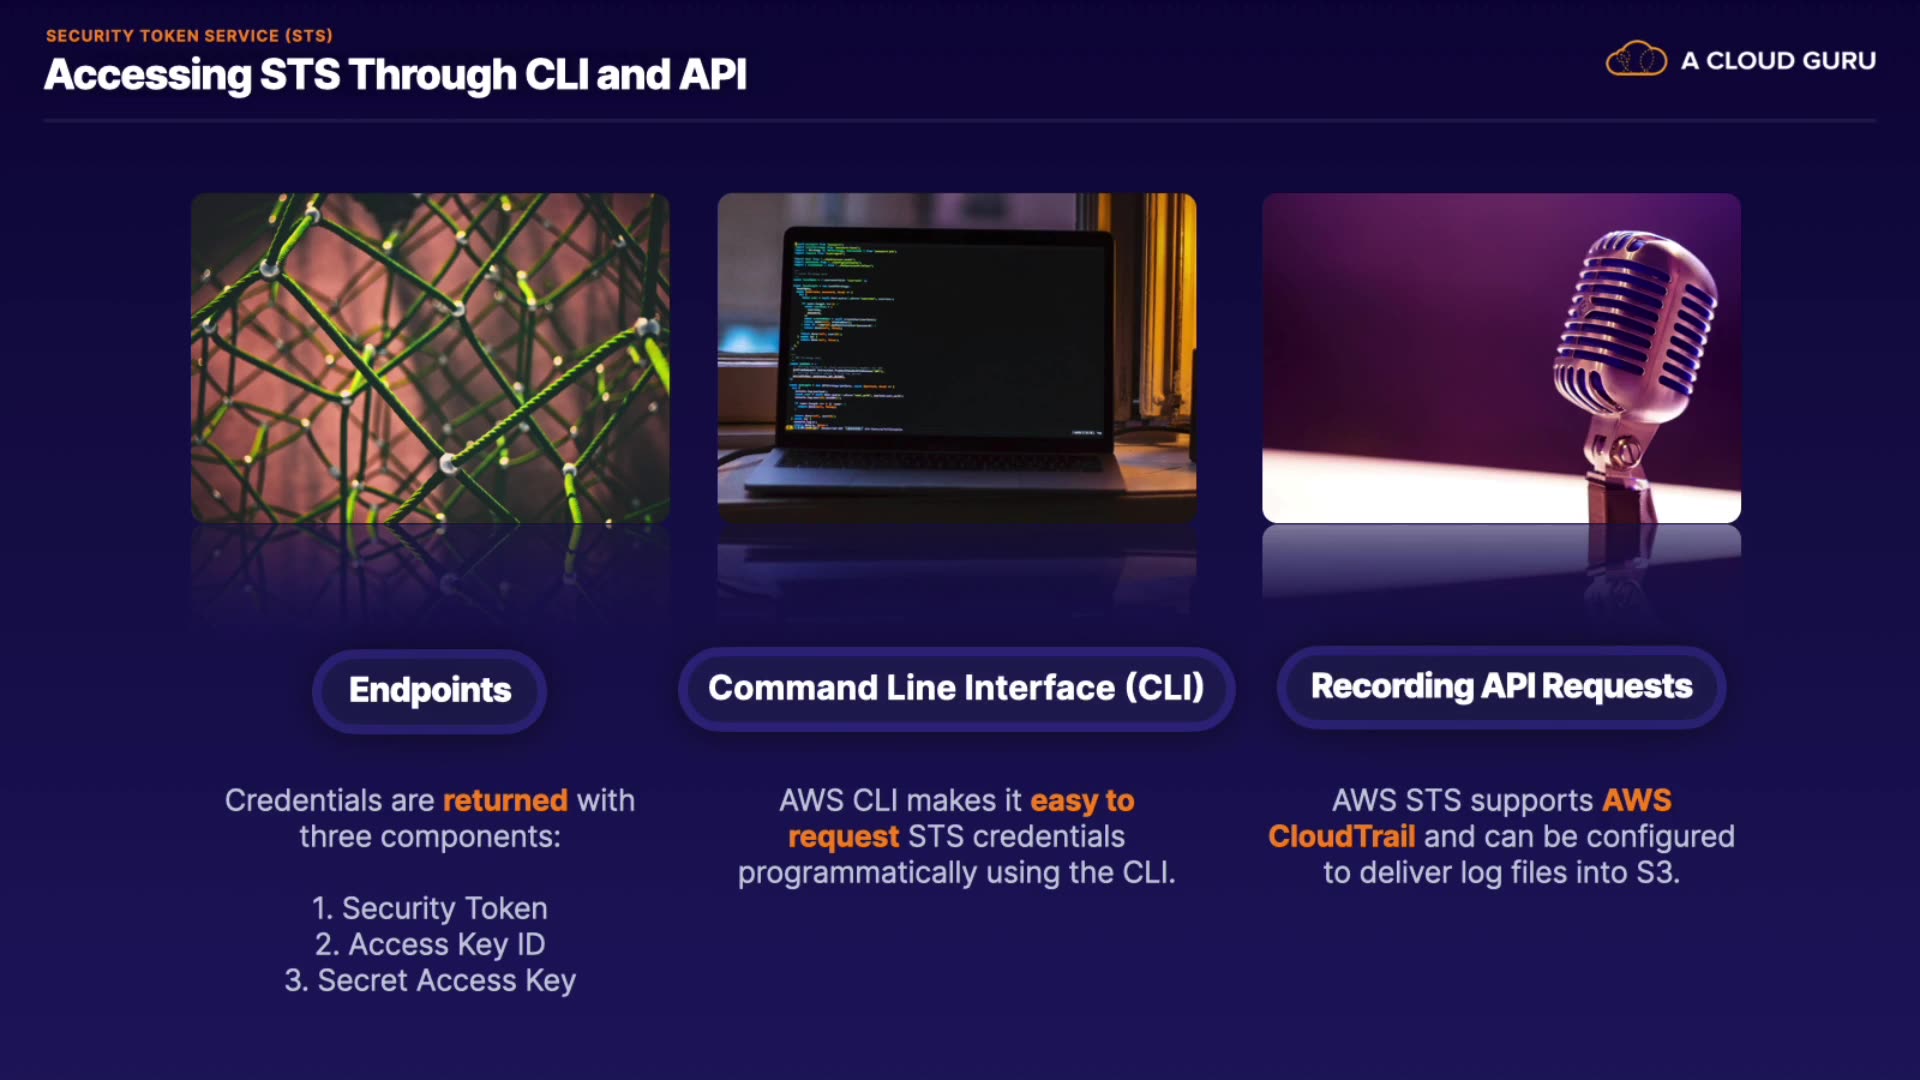 SECURITY TOKEN SERVICE (STS)
Accessing STS Through CLI and API
A CLOUD GURU
Endpoints
Credentials are returned with
three components:
1. Security Token
2. Access Key ID
3. Secret Access Key
Command Line Interface (CLI)
AWS CLI makes it easy to
request STS credentials
programmatically using the CLI.
Recording API Requests
AWS STS supports AWS
CloudTrail and can be configured
to deliver log files into S3.